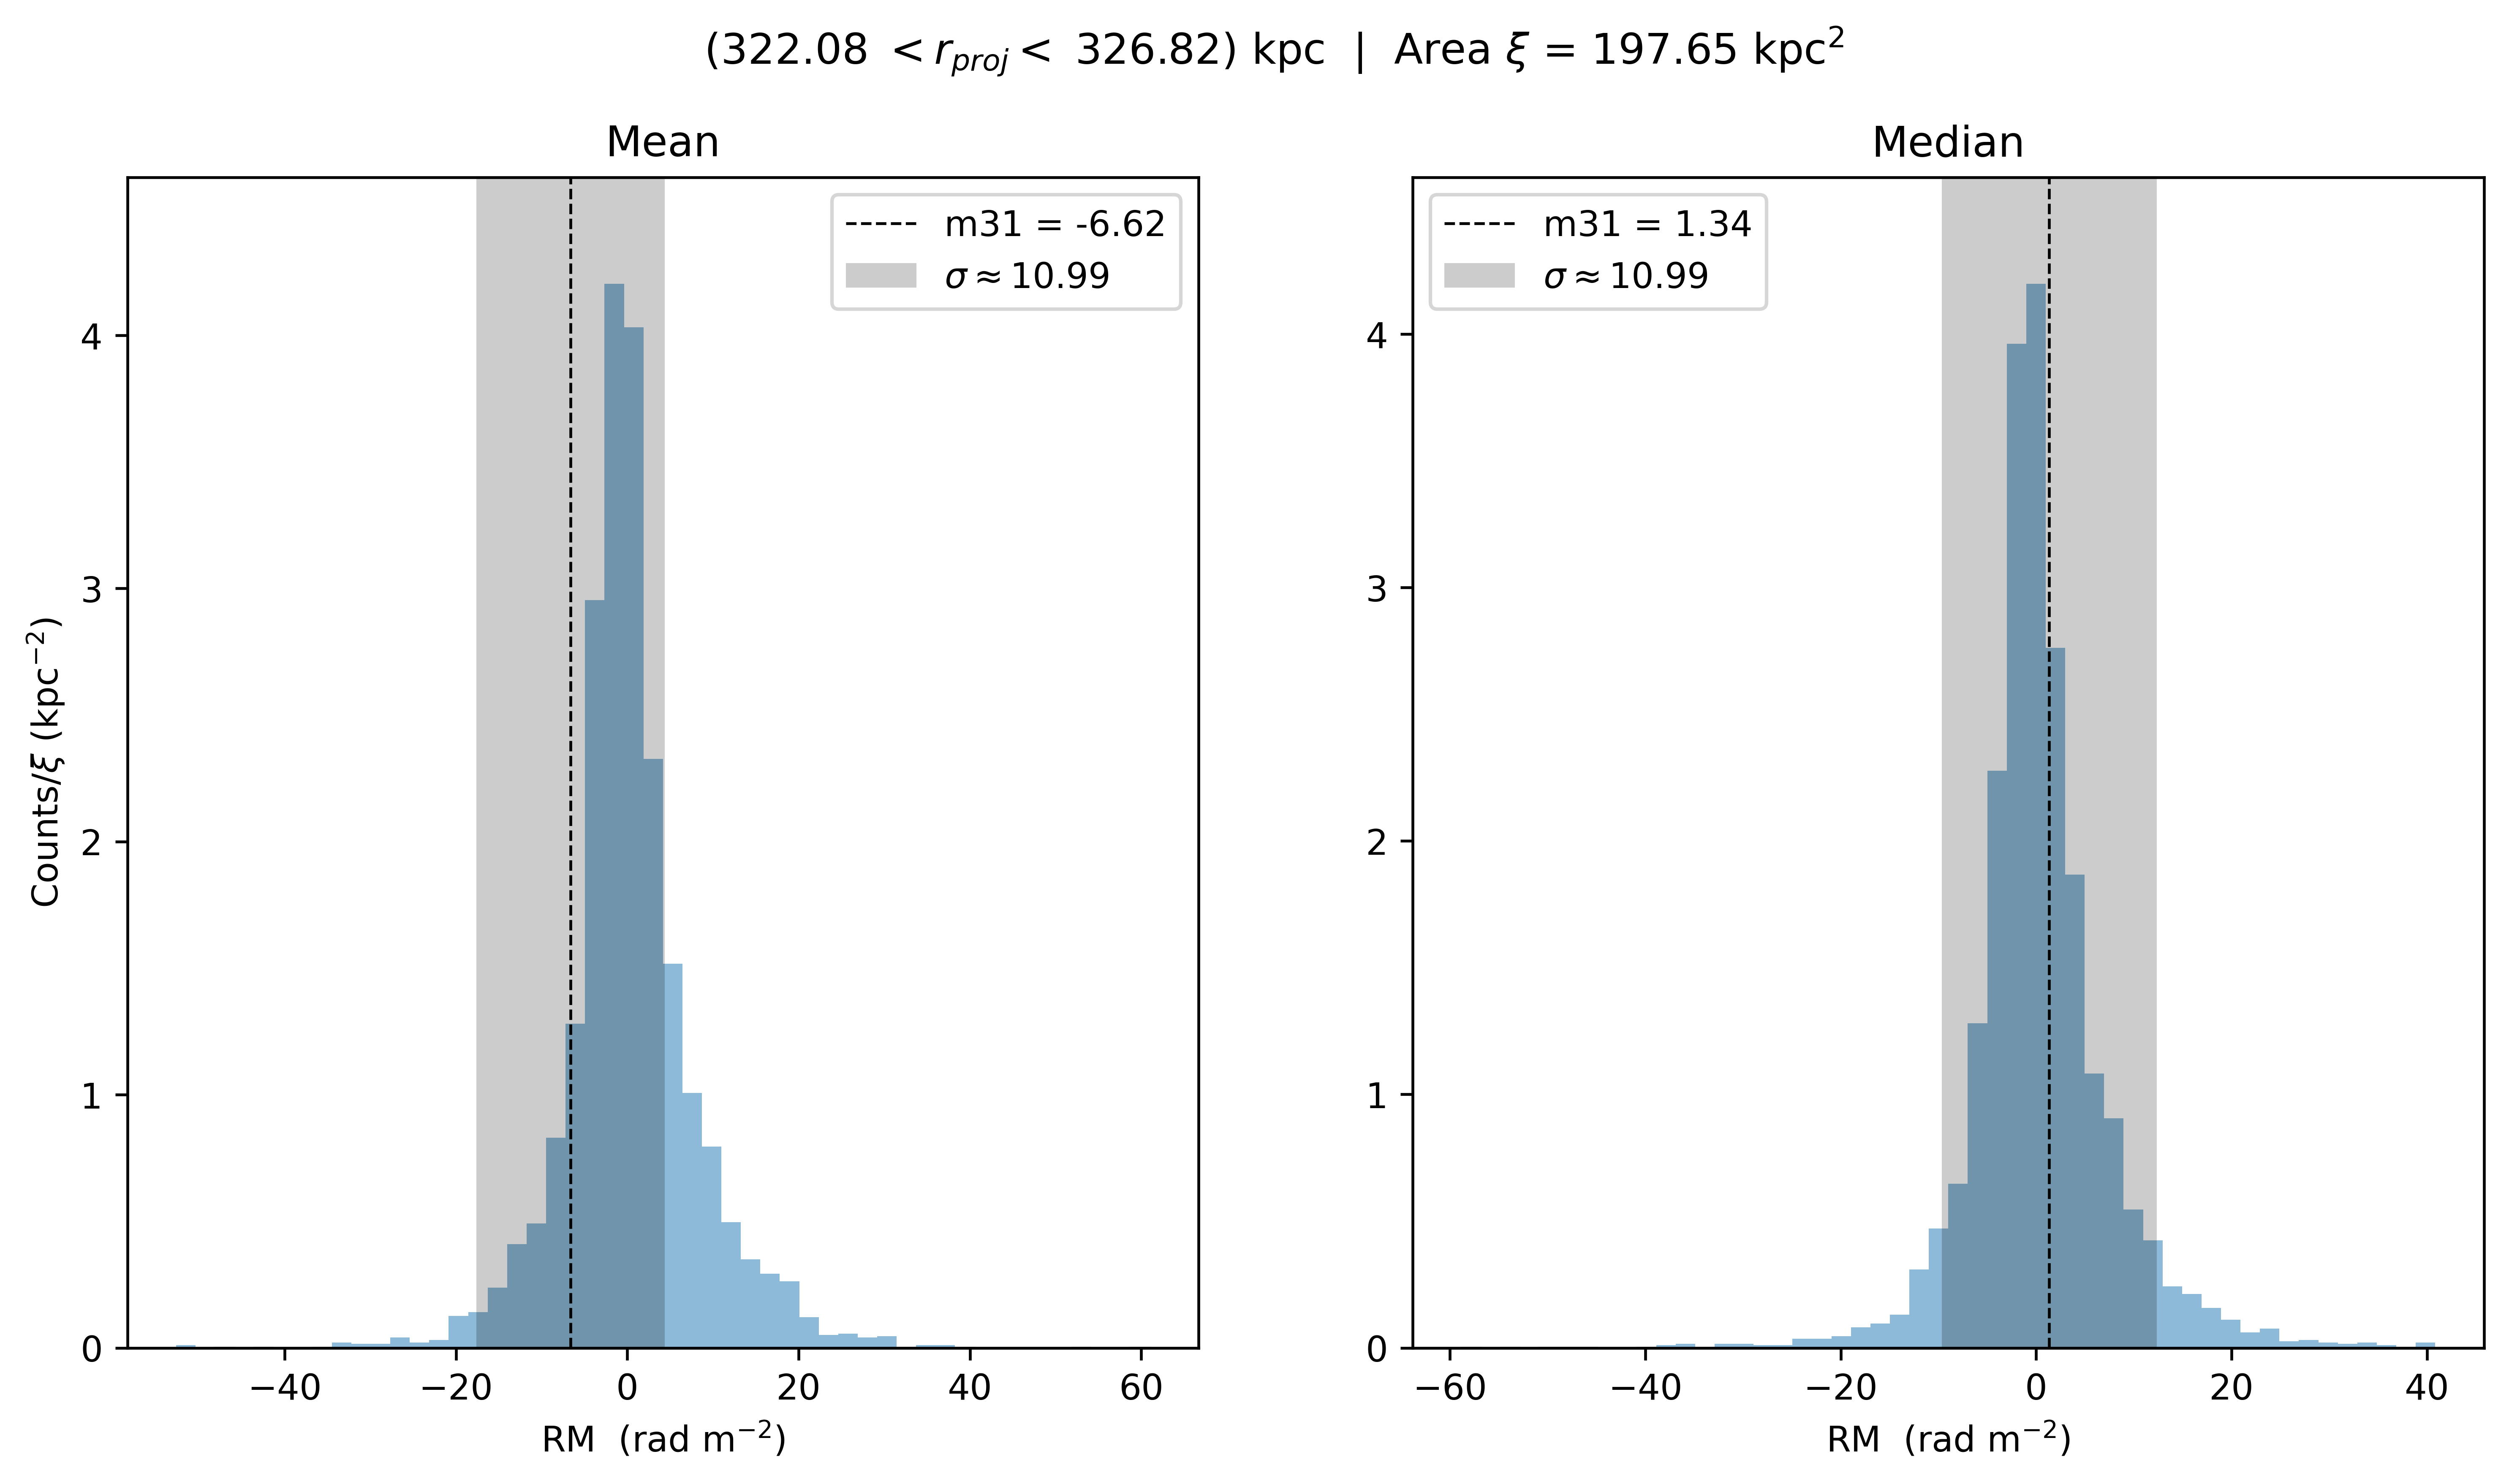 (322.08 < r_proj < 326.82) kpc | Area ξ = 197.65 kpc²
Mean
m31 = -6.62
σ ≈ 10.99
Counts/ξ (kpc⁻²)
4
3
2
1
0
−40 −20 0 20 40 60
RM (rad m⁻²)
Median
m31 = 1.34
σ ≈ 10.99
4
3
2
1
0
−60 −40 −20 0 20 40
RM (rad m⁻²)